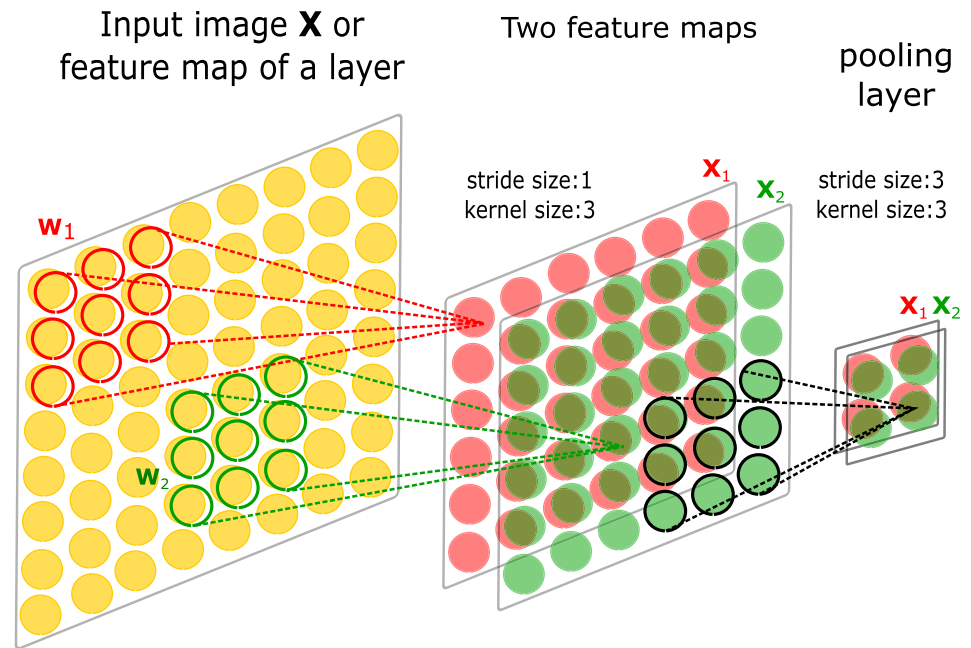 Input image X or
feature map of a layer
Two feature maps
pooling
layer
stride size:1
kernel size:3
X₁
X₂
stride size:3
kernel size:3
w₁
w₂
X₁ X₂